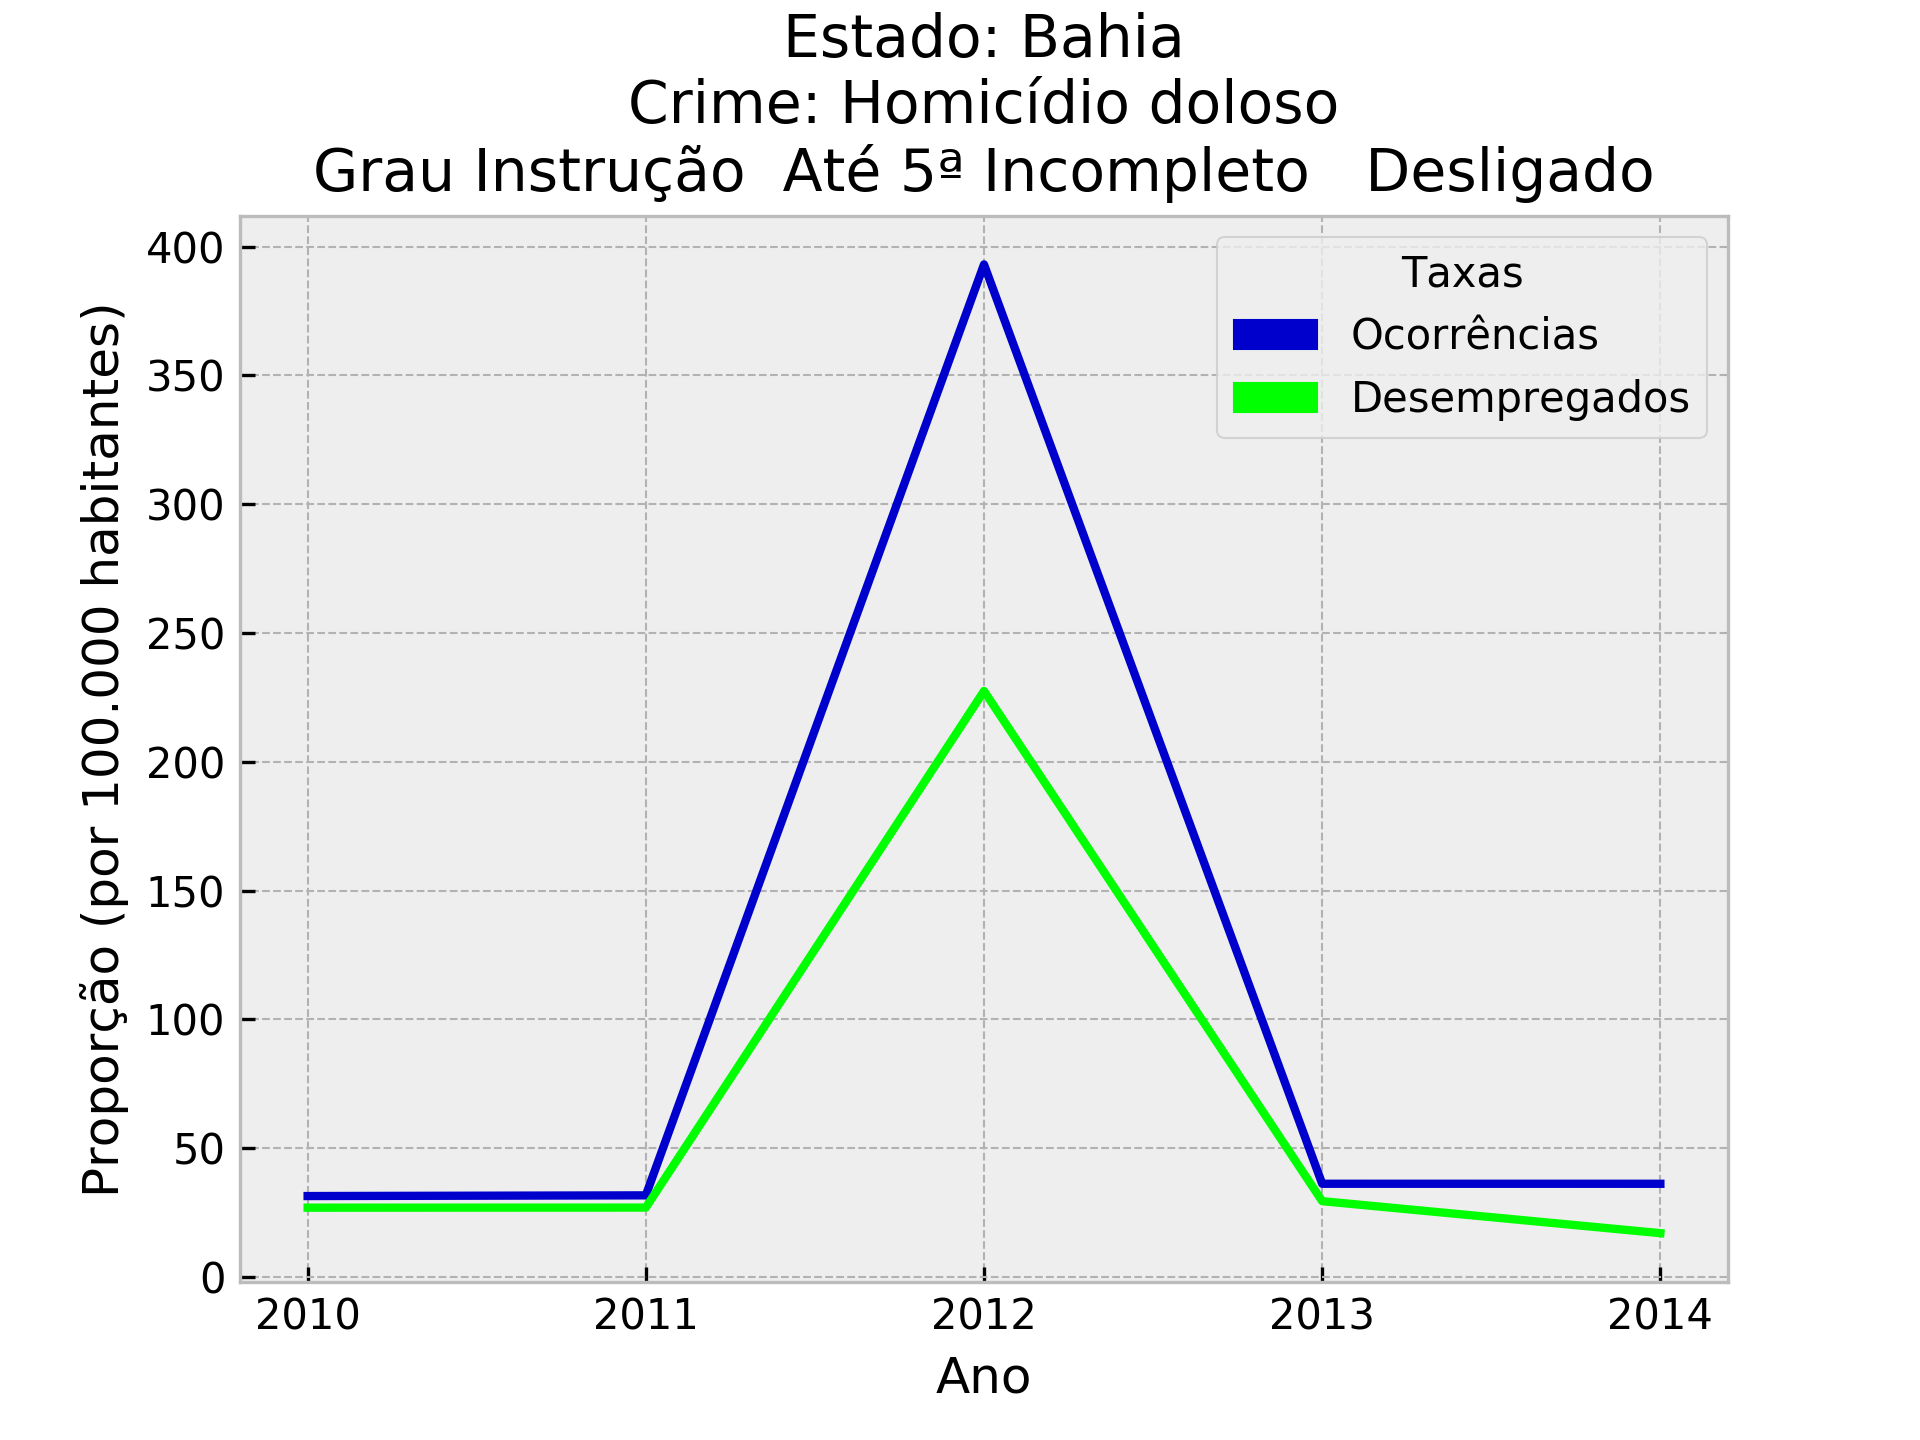 Estado: Bahia
Crime: Homicídio doloso
Grau Instrução  Até 5ª Incompleto   Desligado
Taxas
Ocorrências
Desempregados
Proporção (por 100.000 habitantes)
400
350
300
250
200
150
100
50
0
2010 2011 2012 2013 2014
Ano